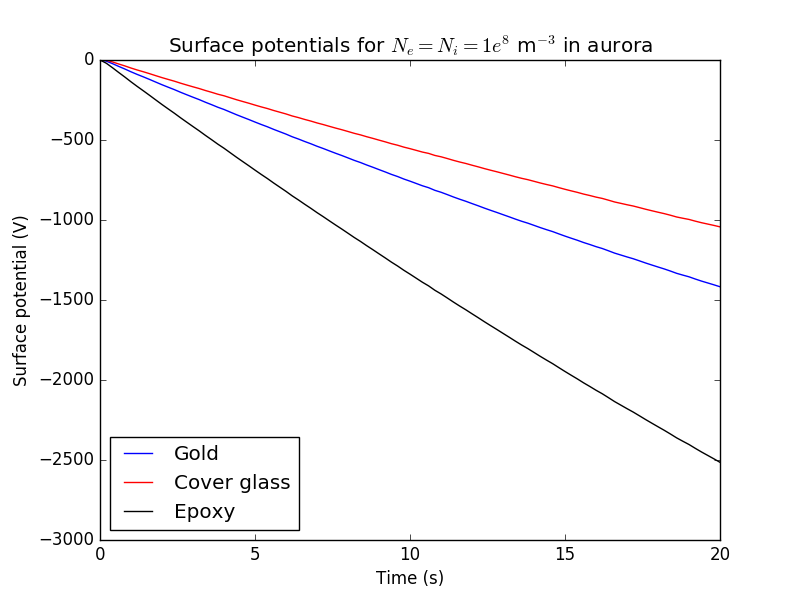 Surface potentials for $N_e = N_i = 1e^8$ m$^{-3}$ in aurora
Surface potential (V)
0
−500
−1000
−1500
−2000
−2500
−3000
Gold
Cover glass
Epoxy
0 5 10 15 20
Time (s)